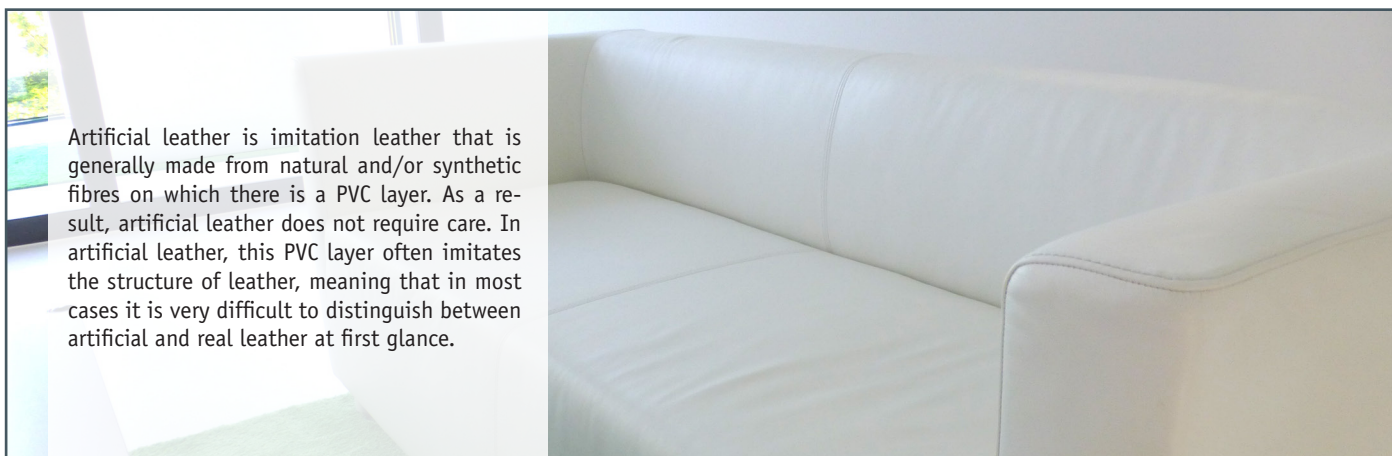 Artificial leather is imitation leather that is
generally made from natural and/or synthetic
fibres on which there is a PVC layer. As a re-
sult, artificial leather does not require care. In
artificial leather, this PVC layer often imitates
the structure of leather, meaning that in most
cases it is very difficult to distinguish between
artificial and real leather at first glance.